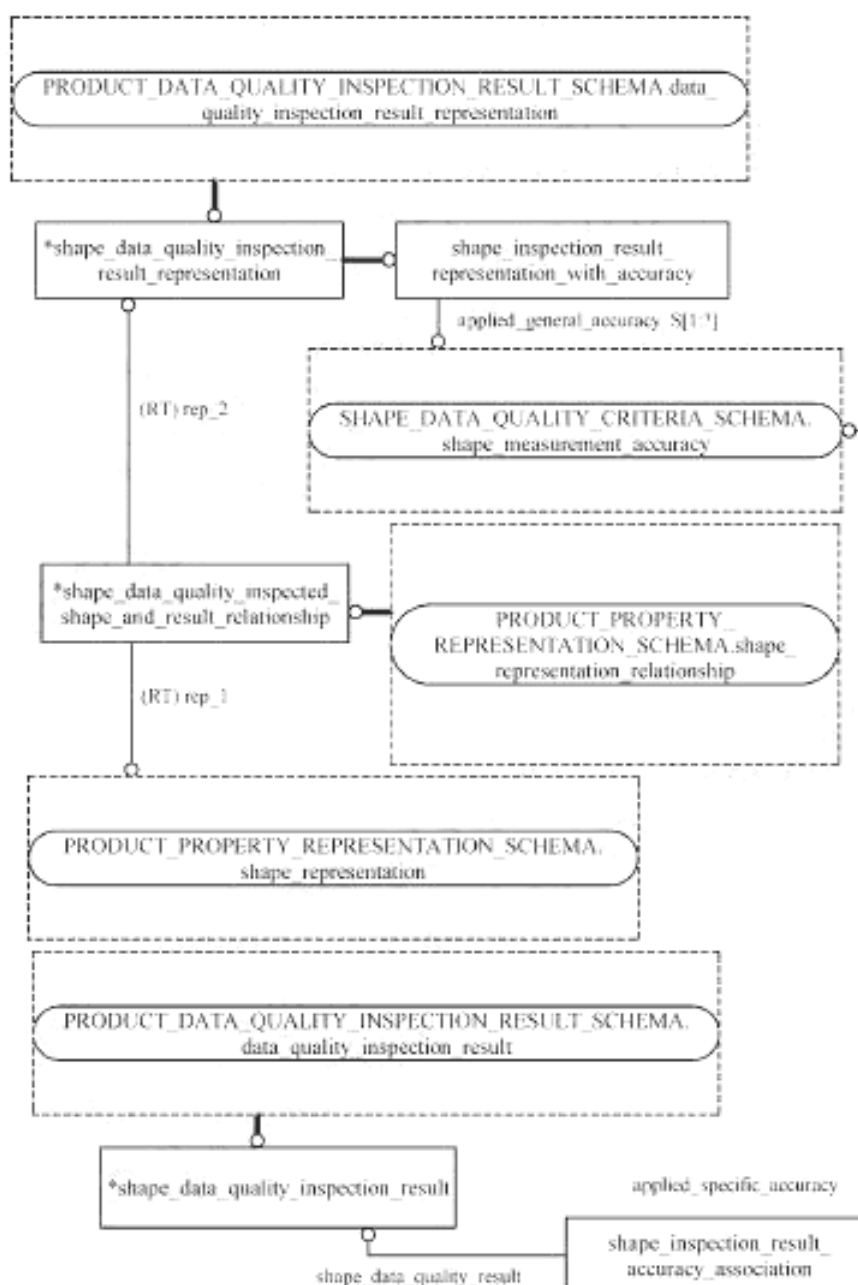 PRODUCT_DATA_QUALITY_INSPECTION_RESULT_SCHEMA.data_
quality_inspection_result_representation
*shape_data_quality_inspection_
result_representation
shape_inspection_result_
representation_with_accuracy
applied_general_accuracy S[1:?]
(RT) rep_2
SHAPE_DATA_QUALITY_CRITERIA_SCHEMA.
shape_measurement_accuracy
*shape_data_quality_inspected_
shape_and_result_relationship
PRODUCT_PROPERTY_
REPRESENTATION_SCHEMA.shape_
representation_relationship
(RT) rep_1
PRODUCT_PROPERTY_REPRESENTATION_SCHEMA.
shape_representation
PRODUCT_DATA_QUALITY_INSPECTION_RESULT_SCHEMA.
data_quality_inspection_result
*shape_data_quality_inspection_result
applied_specific_accuracy
shape_inspection_result_
accuracy_association
shape_data_quality_result